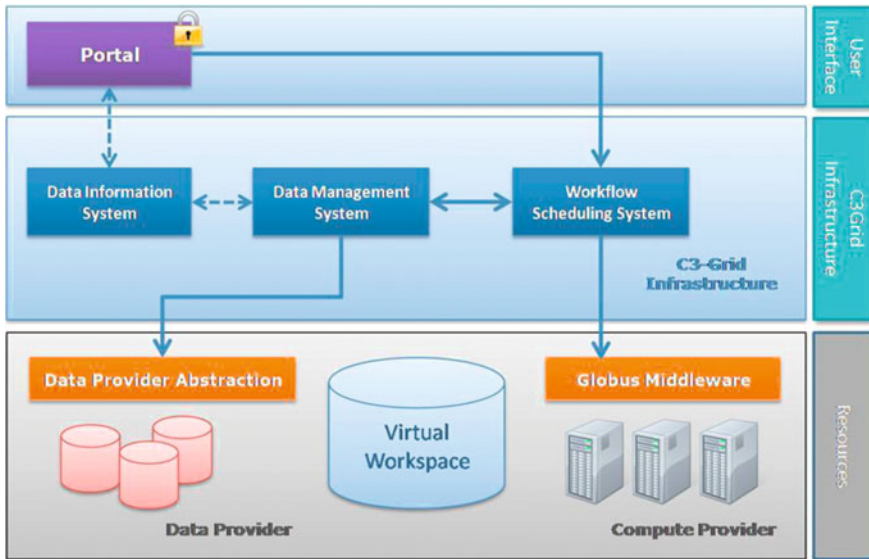 Portal
User
Interface
Data Information
System
Data Management
System
Workflow
Scheduling System
C3-Grid
Infrastructure
C3Grid
Infrastructure
Data Provider Abstraction
Globus Middleware
Virtual
Workspace
Data Provider
Compute Provider
Resources